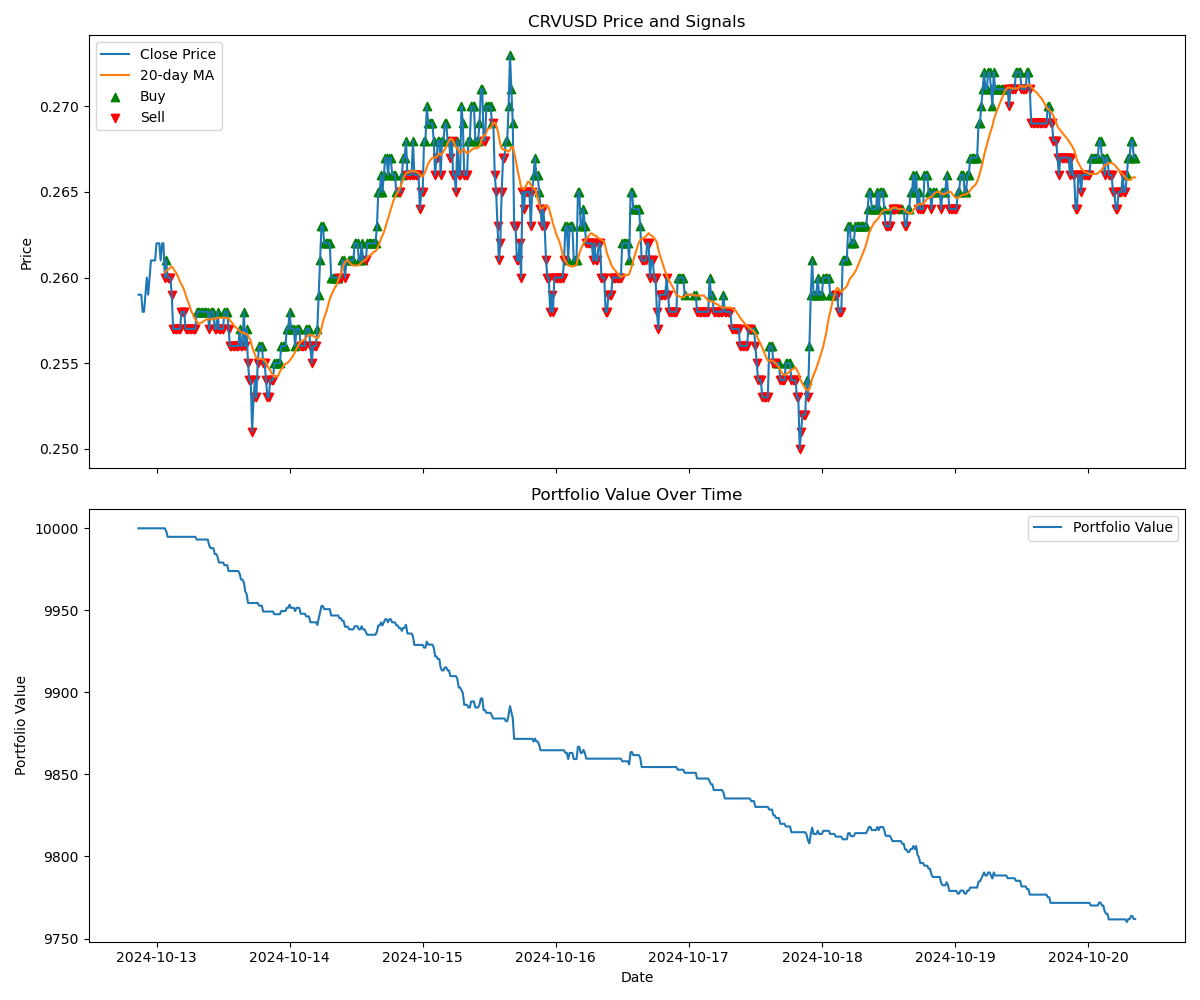 CRVUSD Price and Signals
Close Price
20-day MA
Buy
Sell
Price
0.270
0.265
0.260
0.255
0.250
Portfolio Value Over Time
Portfolio Value
Portfolio Value
10000
9950
9900
9850
9800
9750
2024-10-13
2024-10-14
2024-10-15
2024-10-16
2024-10-17
2024-10-18
2024-10-19
2024-10-20
Date